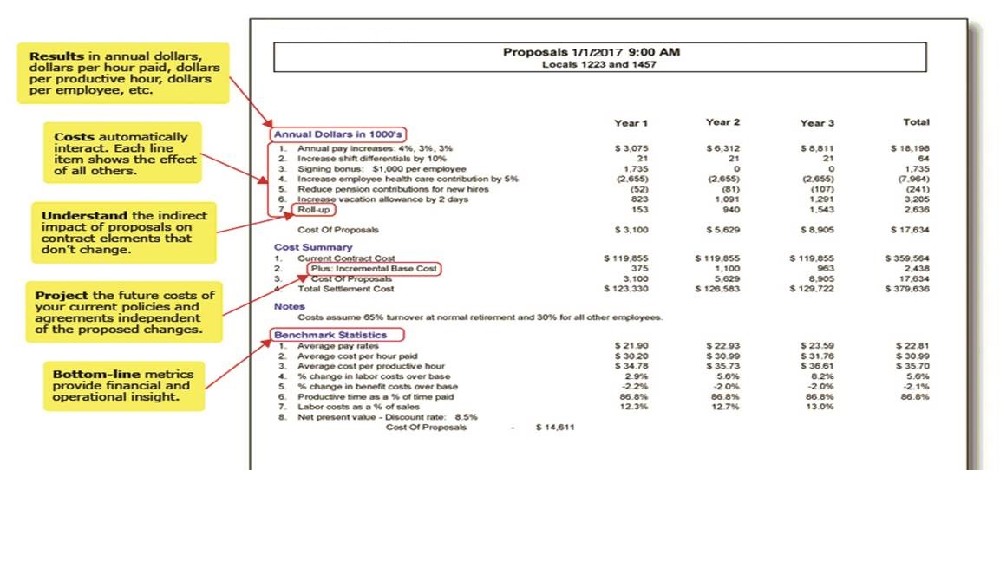 Results in annual dollars,
dollars per hour paid, dollars
per productive hour, dollars
per employee, etc.
Costs automatically
interact. Each line
item shows the effect
of all others.
Understand the indirect
impact of proposals on
contract elements that
don't change.
Project the future costs of
your current policies and
agreements independent
of the proposed changes.
Bottom-line metrics
provide financial and
operational insight.
Proposals 1/1/2017 9:00 AM
Locals 1223 and 1457
Year 1 Year 2 Year 3 Total
Annual Dollars in 1000's
1. Annual pay increases: 4%, 3%, 3% $ 3,075 $ 6,312 $ 8,811 $ 18,198
2. Increase shift differentials by 10% 21 21 21 64
3. Signing bonus: $1,000 per employee 1,735 0 0 1,735
4. Increase employee health care contribution by 5% (2,655) (2,655) (2,655) (7,964)
5. Reduce pension contributions for new hires (52) (81) (107) (241)
6. Increase vacation allowance by 2 days 823 1,091 1,291 3,205
7. Roll-up 153 940 1,543 2,636
Cost Of Proposals $ 3,100 $ 5,629 $ 8,905 $ 17,634
Cost Summary
1. Current Contract Cost $ 119,855 $ 119,855 $ 119,855 $ 359,564
2. Plus: Incremental Base Cost 375 1,100 963 2,438
3. Cost Of Proposals 3,100 5,629 8,905 17,634
4. Total Settlement Cost $ 123,330 $ 126,583 $ 129,722 $ 379,636
Notes
Costs assume 65% turnover at normal retirement and 30% for all other employees.
Benchmark Statistics
1. Average pay rates $ 21.90 $ 22.93 $ 23.59 $ 22.81
2. Average cost per hour paid $ 30.20 $ 30.99 $ 31.76 $ 30.99
3. Average cost per productive hour $ 34.78 $ 35.73 $ 36.61 $ 35.70
4. % change in labor costs over base 2.9% 5.6% 8.2% 5.6%
5. % change in benefit costs over base -2.2% -2.0% -2.0% -2.1%
6. Productive time as a % of time paid 86.8% 86.8% 86.8% 86.8%
7. Labor costs as a % of sales 12.3% 12.7% 13.0%
8. Net present value - Discount rate: 8.5%
Cost Of Proposals - $ 14,611